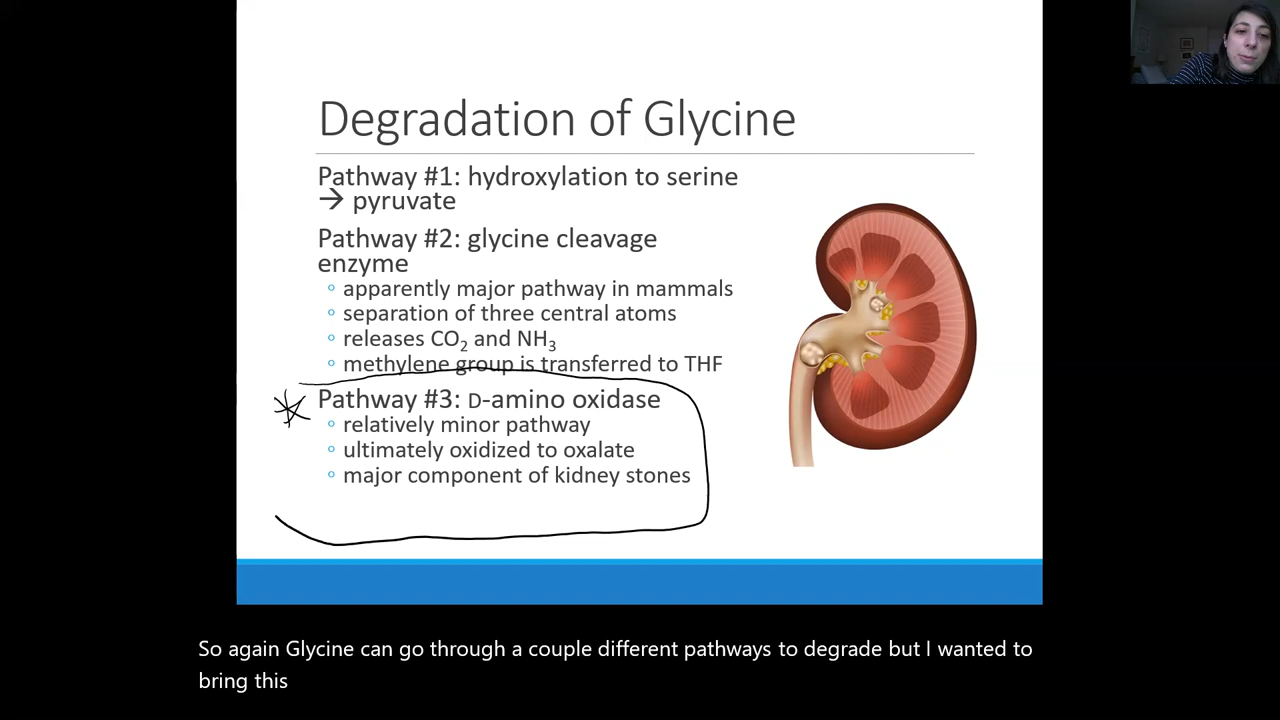 Degradation of Glycine
Pathway #1: hydroxylation to serine
→ pyruvate
Pathway #2: glycine cleavage
enzyme
◦ apparently major pathway in mammals
◦ separation of three central atoms
◦ releases CO₂ and NH₃
◦ methylene group is transferred to THF
Pathway #3: D-amino oxidase
◦ relatively minor pathway
◦ ultimately oxidized to oxalate
◦ major component of kidney stones
So again Glycine can go through a couple different pathways to degrade but I wanted to
bring this